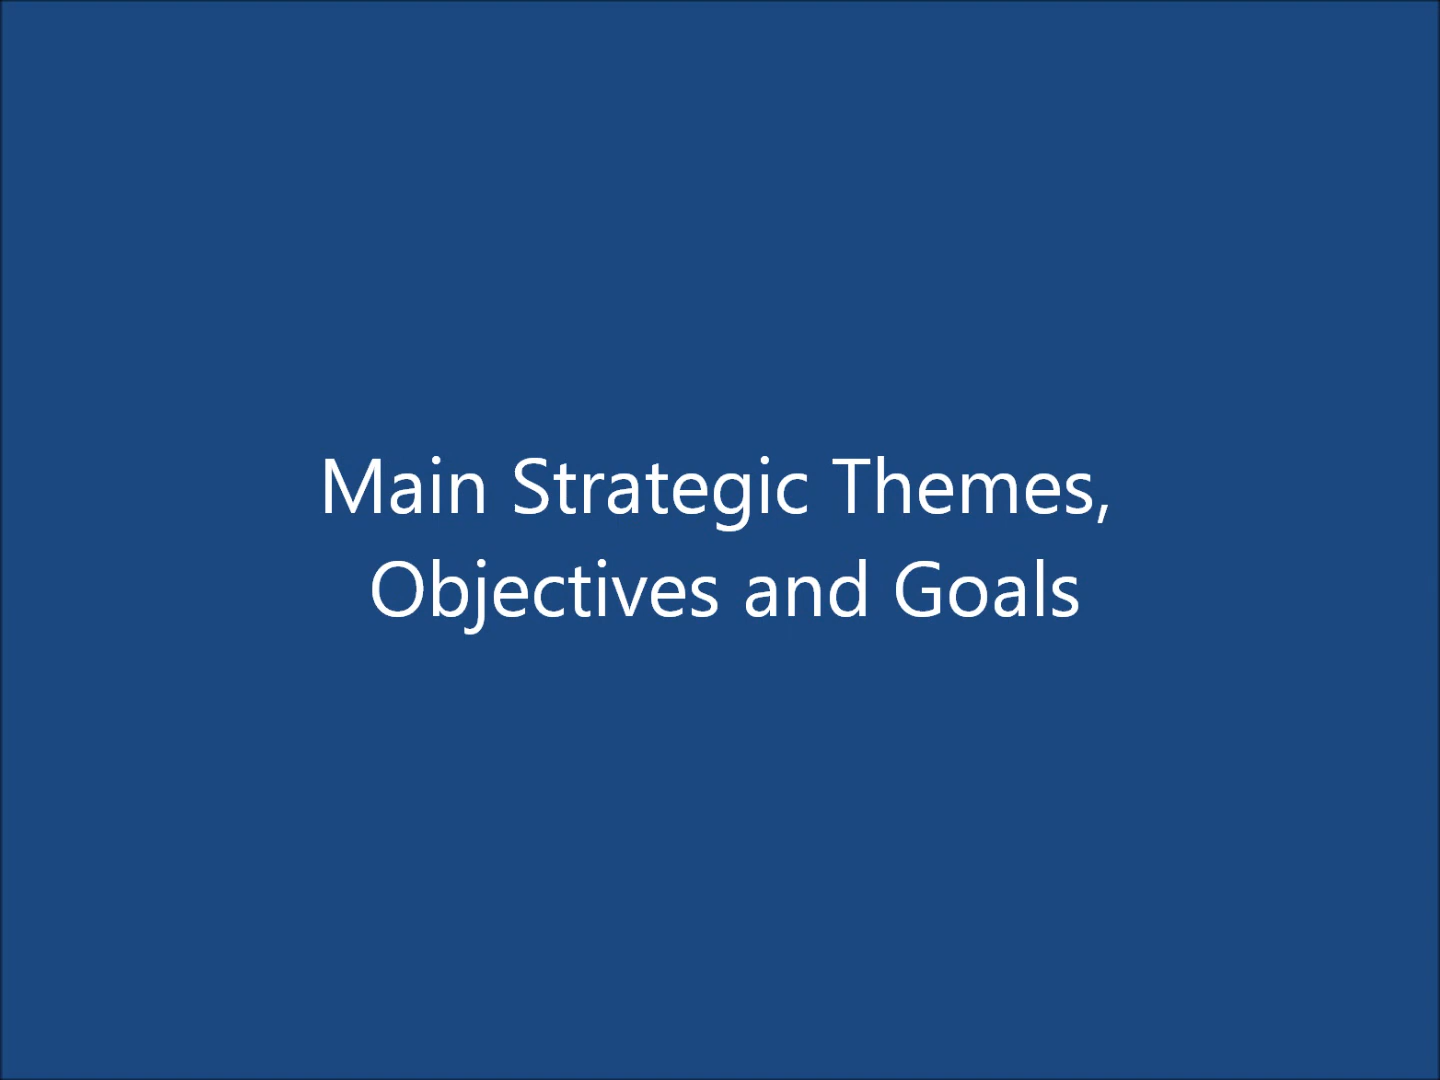 Main Strategic Themes,
Objectives and Goals